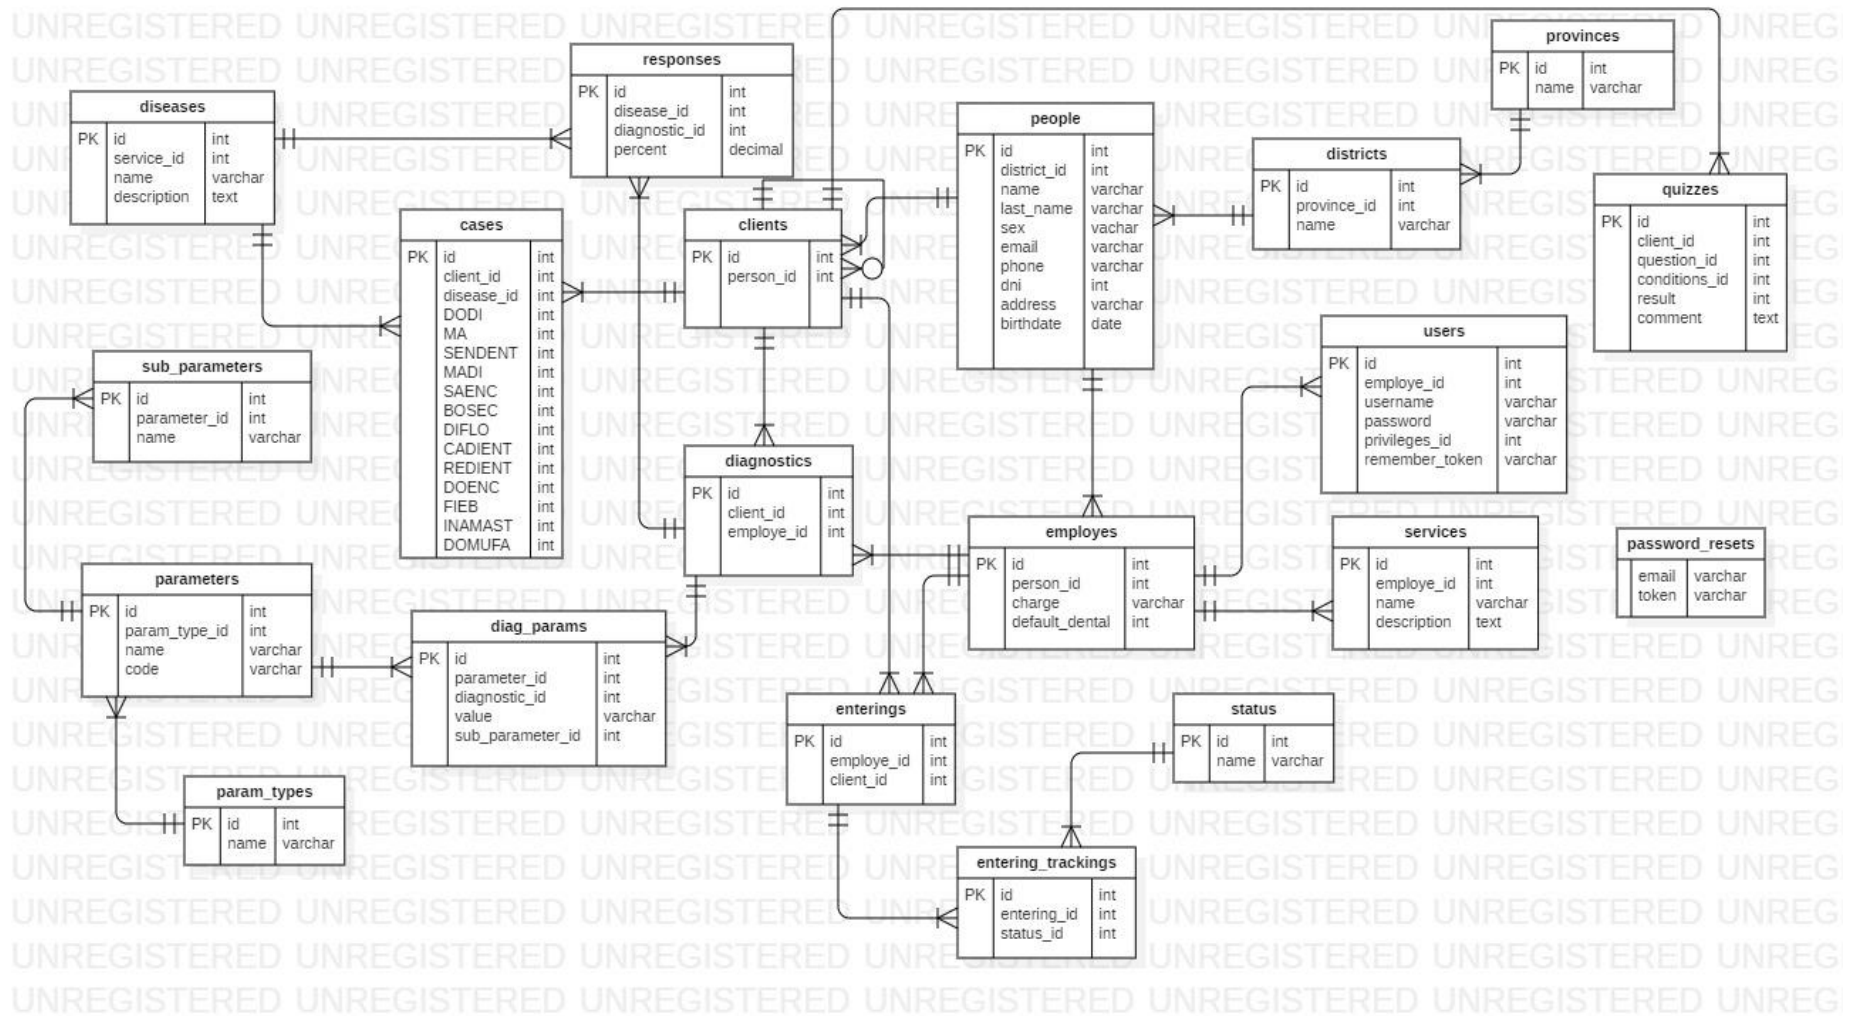 UNREGISTERED
provinces
PK id int
name varchar
responses
PK id int
disease_id int
diagnostic_id int
percent decimal
diseases
PK id int
service_id int
name varchar
description text
people
PK id int
district_id int
name varchar
last_name varchar
sex vachar
email varchar
phone varchar
dni int
address varchar
birthdate date
districts
PK id int
province_id int
name varchar
quizzes
PK id int
client_id int
question_id int
conditions_id int
result int
comment text
cases
PK id int
client_id int
disease_id int
DODI int
MA int
SENDENT int
MADI int
SAENC int
BOSEC int
DIFLO int
CADIENT int
REDIENT int
DOENC int
FIEB int
INAMAST int
DOMUFA int
clients
PK id int
person_id int
users
PK id int
employe_id int
username varchar
password varchar
privileges_id int
remember_token varchar
sub_parameters
PK id int
parameter_id int
name varchar
diagnostics
PK id int
client_id int
employe_id int
employes
PK id int
person_id int
charge varchar
default_dental int
services
PK id int
employe_id int
name varchar
description text
password_resets
email varchar
token varchar
parameters
PK id int
param_type_id int
name varchar
code varchar
diag_params
PK id int
parameter_id int
diagnostic_id int
value varchar
sub_parameter_id int
enterings
PK id int
employe_id int
client_id int
status
PK id int
name varchar
param_types
PK id int
name varchar
entering_trackings
PK id int
entering_id int
status_id int